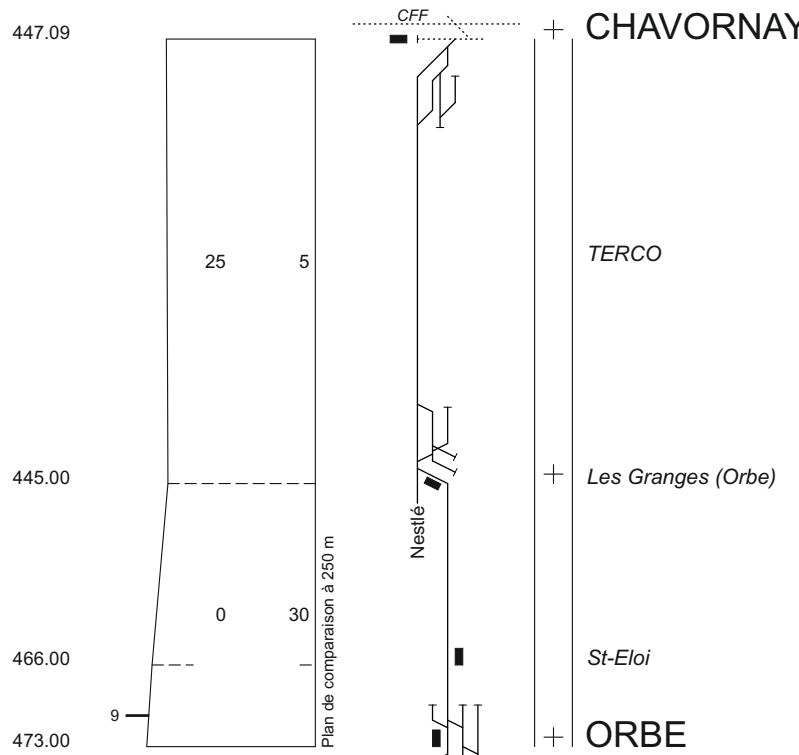 CFF
447.09
CHAVORNAY
25 5
TERCO
445.00
Les Granges (Orbe)
Nestlé
Plan de comparaison à 250 m
0 30
466.00
St-Eloi
9
473.00
ORBE